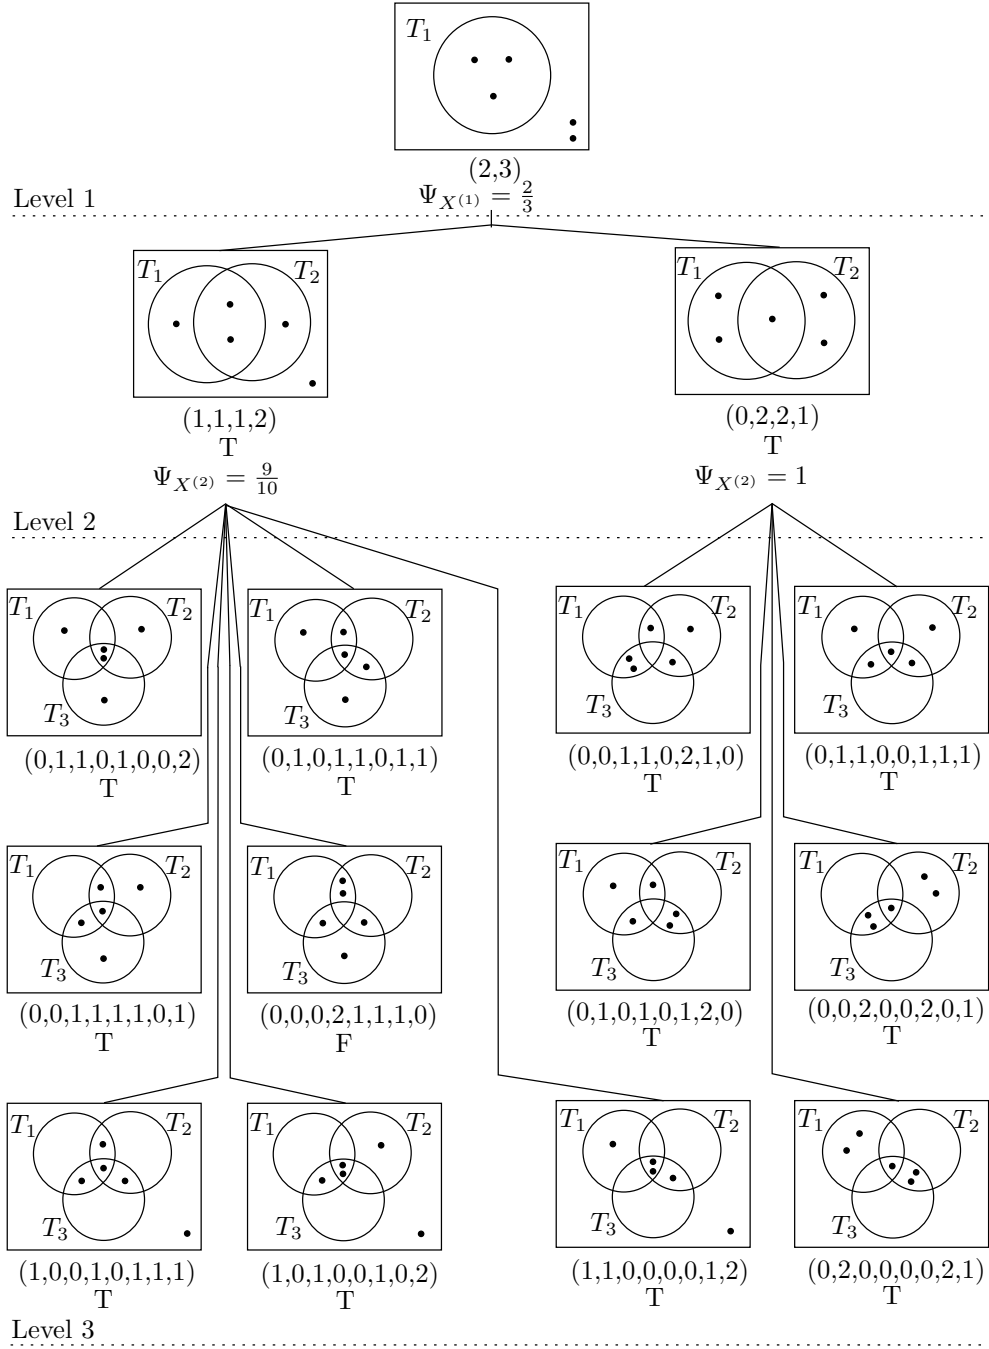 T₁
(2,3)
Ψ_{X^{(1)}} = 2/3
Level 1
T₁ T₂
T₁ T₂
(1,1,1,2)
T
(0,2,2,1)
T
Ψ_{X^{(2)}} = 9/10
Ψ_{X^{(2)}} = 1
Level 2
T₁ T₂ T₃
T₁ T₂ T₃
T₁ T₂ T₃
T₁ T₂ T₃
(0,1,1,0,1,0,0,2)
T
(0,1,0,1,1,0,1,1)
T
(0,0,1,1,0,2,1,0)
T
(0,1,1,0,0,1,1,1)
T
T₁ T₂ T₃
T₁ T₂ T₃
T₁ T₂ T₃
T₁ T₂ T₃
(0,0,1,1,1,1,0,1)
T
(0,0,0,2,1,1,1,0)
F
(0,1,0,1,0,1,2,0)
T
(0,0,2,0,0,2,0,1)
T
T₁ T₂ T₃
T₁ T₂ T₃
T₁ T₂ T₃
T₁ T₂ T₃
(1,0,0,1,0,1,1,1)
T
(1,0,1,0,0,1,0,2)
T
(1,1,0,0,0,0,1,2)
T
(0,2,0,0,0,0,2,1)
T
Level 3